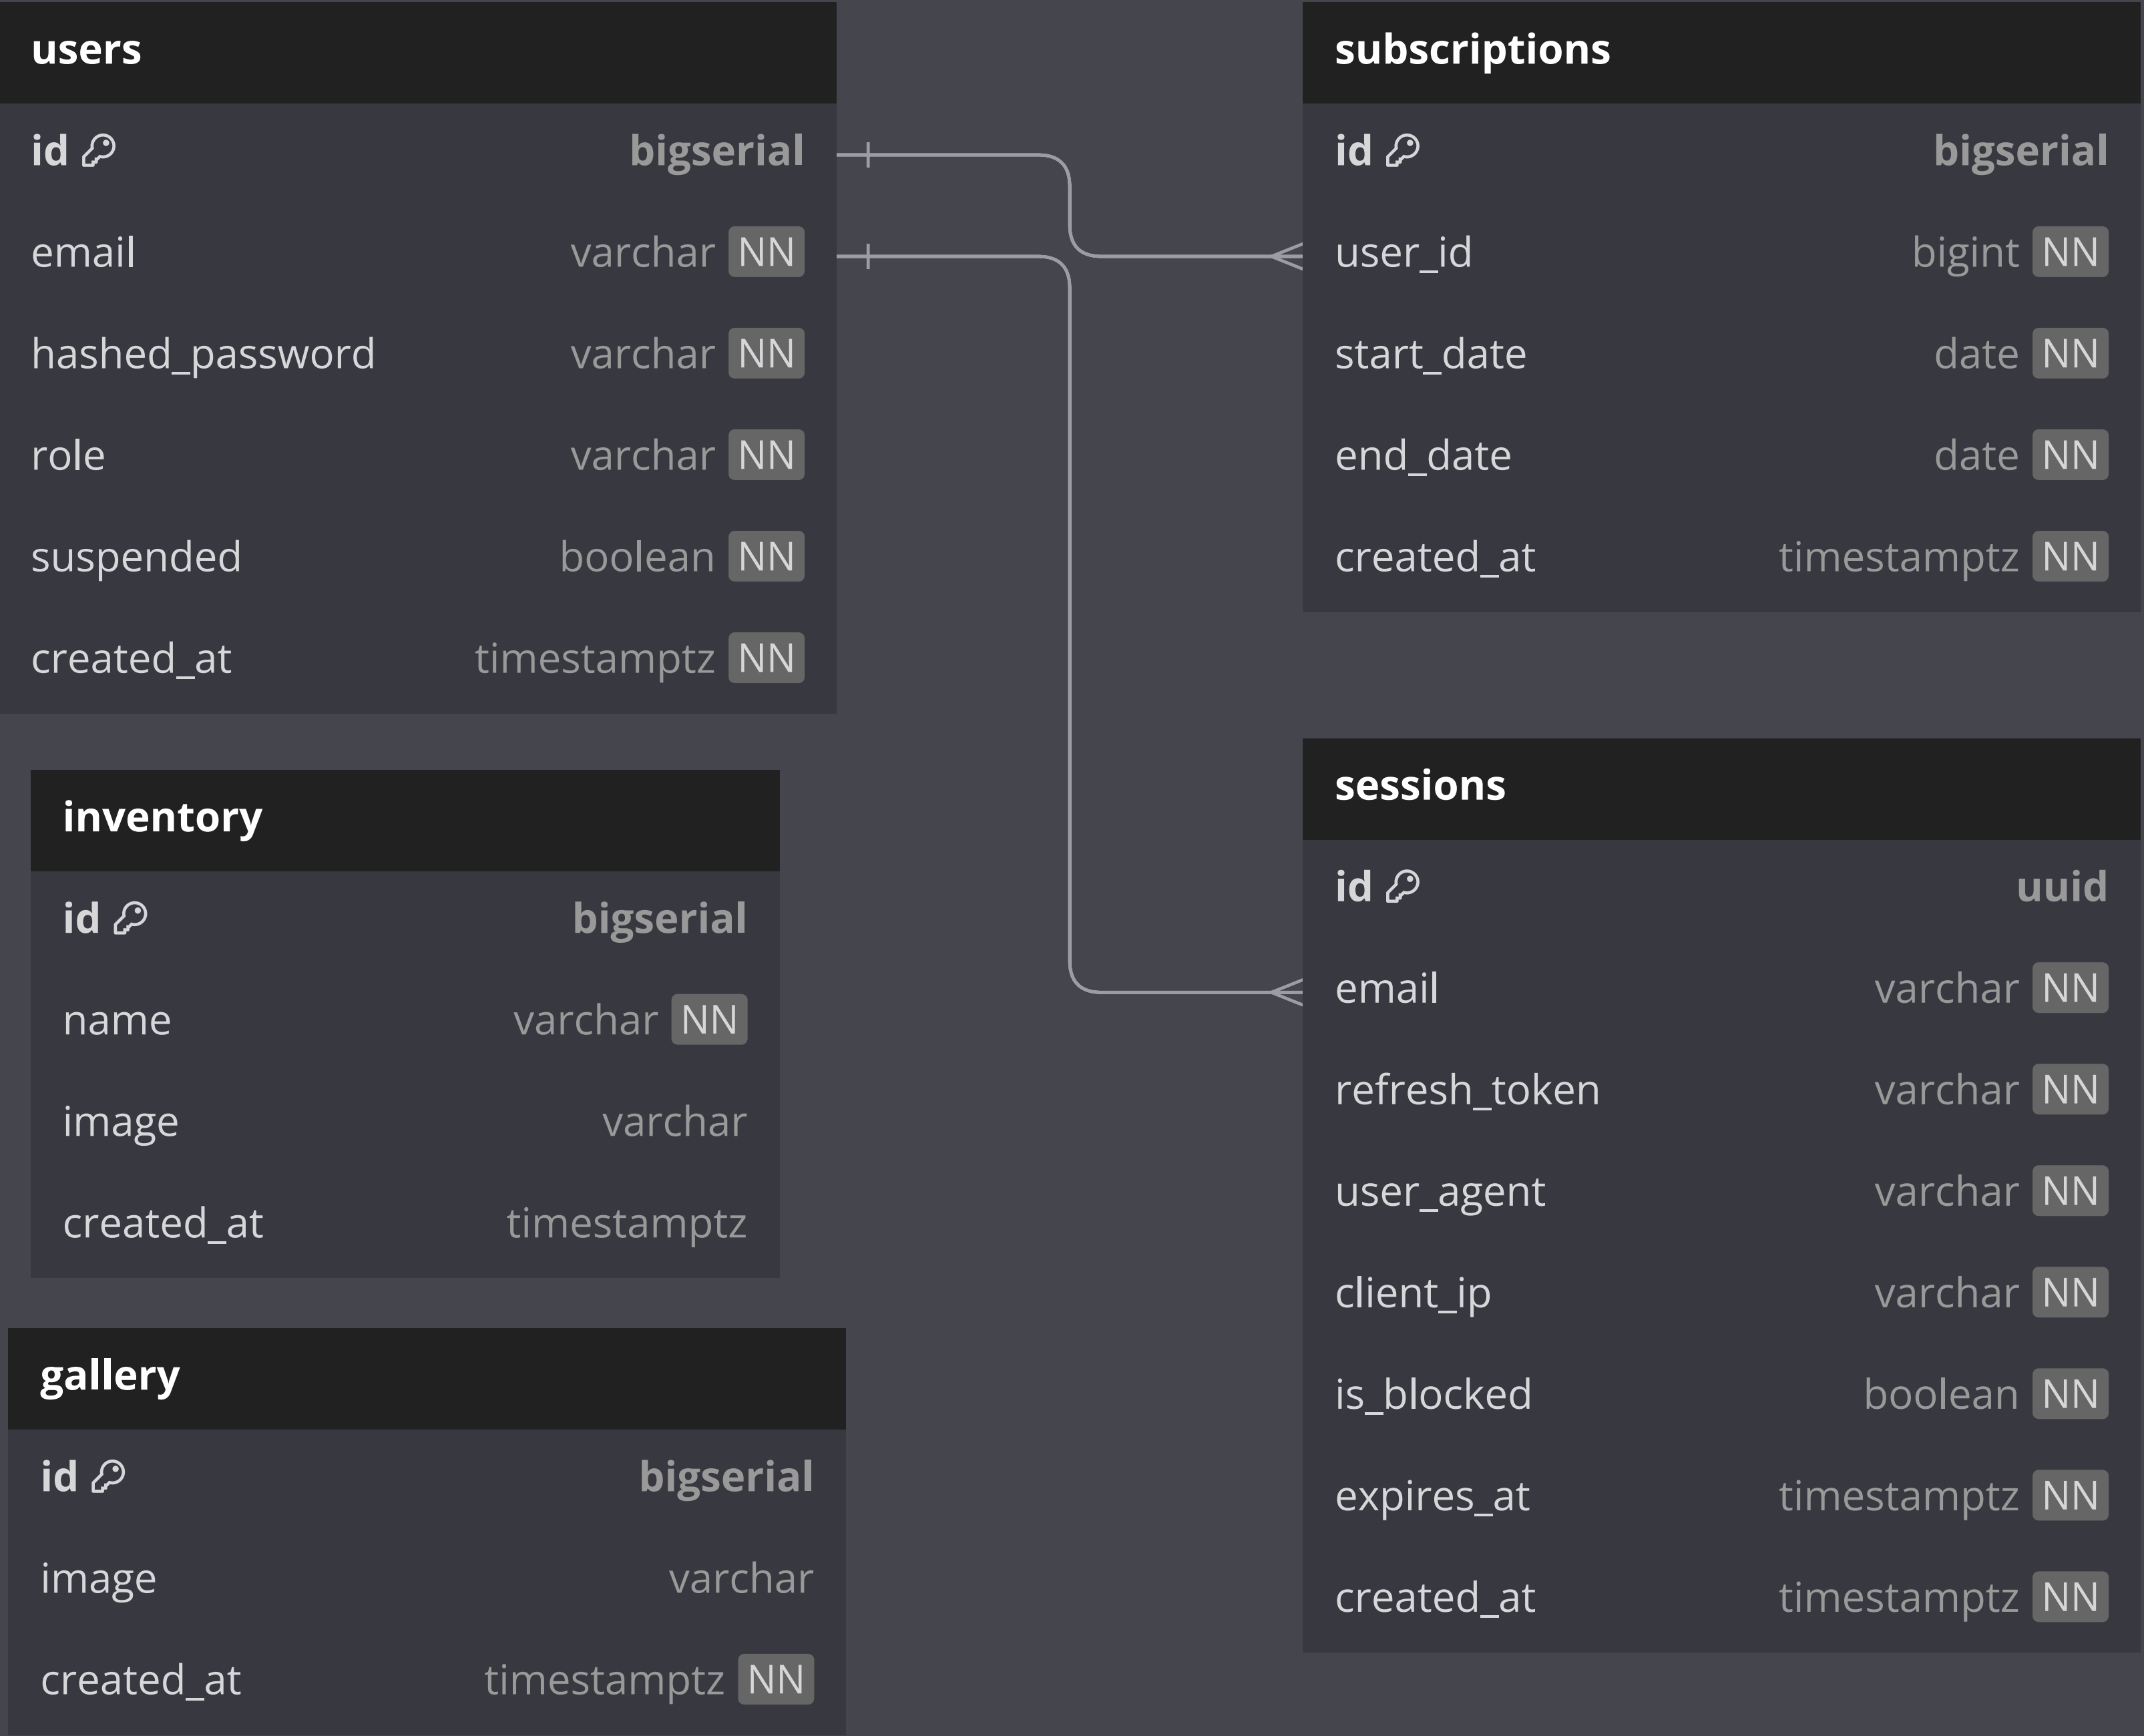 users
id bigserial
email varchar NN
hashed_password varchar NN
role varchar NN
suspended boolean NN
created_at timestamptz NN
subscriptions
id bigserial
user_id bigint NN
start_date date NN
end_date date NN
created_at timestamptz NN
inventory
id bigserial
name varchar NN
image varchar
created_at timestamptz
sessions
id uuid
email varchar NN
refresh_token varchar NN
user_agent varchar NN
client_ip varchar NN
is_blocked boolean NN
expires_at timestamptz NN
created_at timestamptz NN
gallery
id bigserial
image varchar
created_at timestamptz NN